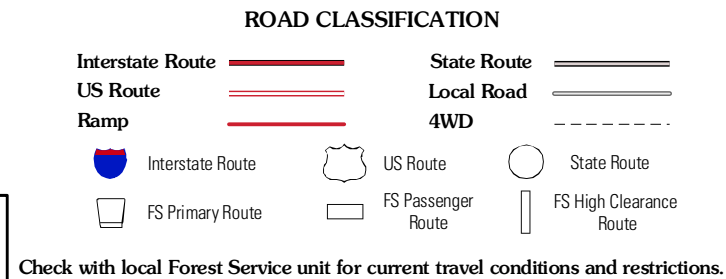 ROAD CLASSIFICATION
Interstate Route
State Route
US Route
Local Road
Ramp
4WD
Interstate Route
US Route
State Route
FS Primary Route
FS Passenger
Route
FS High Clearance
Route
Check with local Forest Service unit for current travel conditions and restrictions.